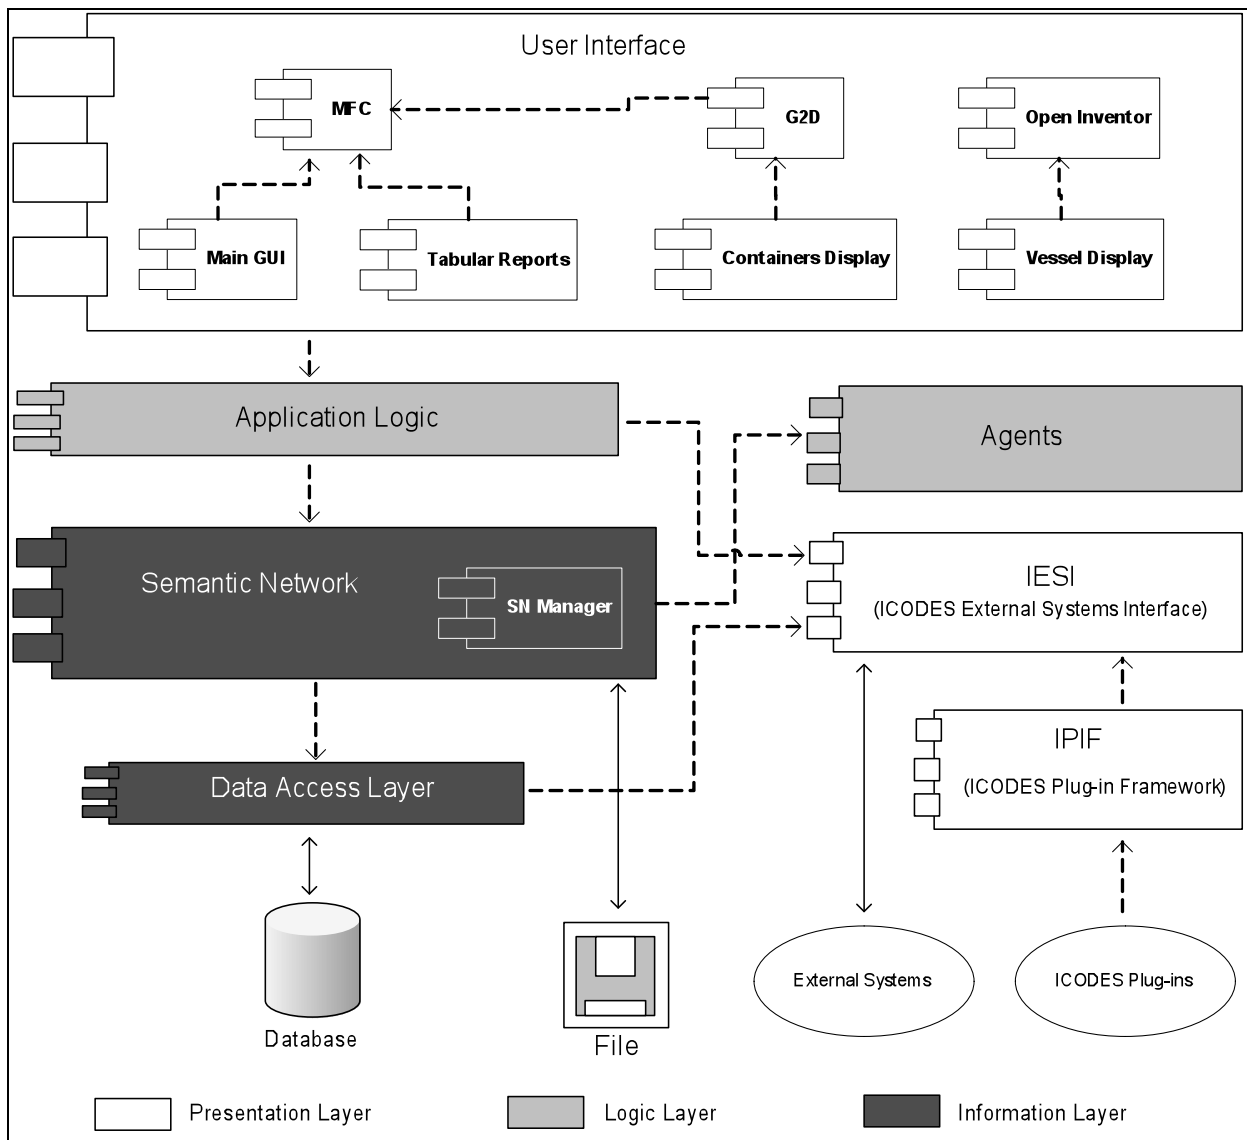 User Interface
MFC
G2D
Open Inventor
Main GUI
Tabular Reports
Containers Display
Vessel Display
Application Logic
Agents
Semantic Network
SN Manager
IESI
(ICODES External Systems Interface)
Data Access Layer
IPIF
(ICODES Plug-in Framework)
External Systems
ICODES Plug-ins
Database
File
Presentation Layer
Logic Layer
Information Layer